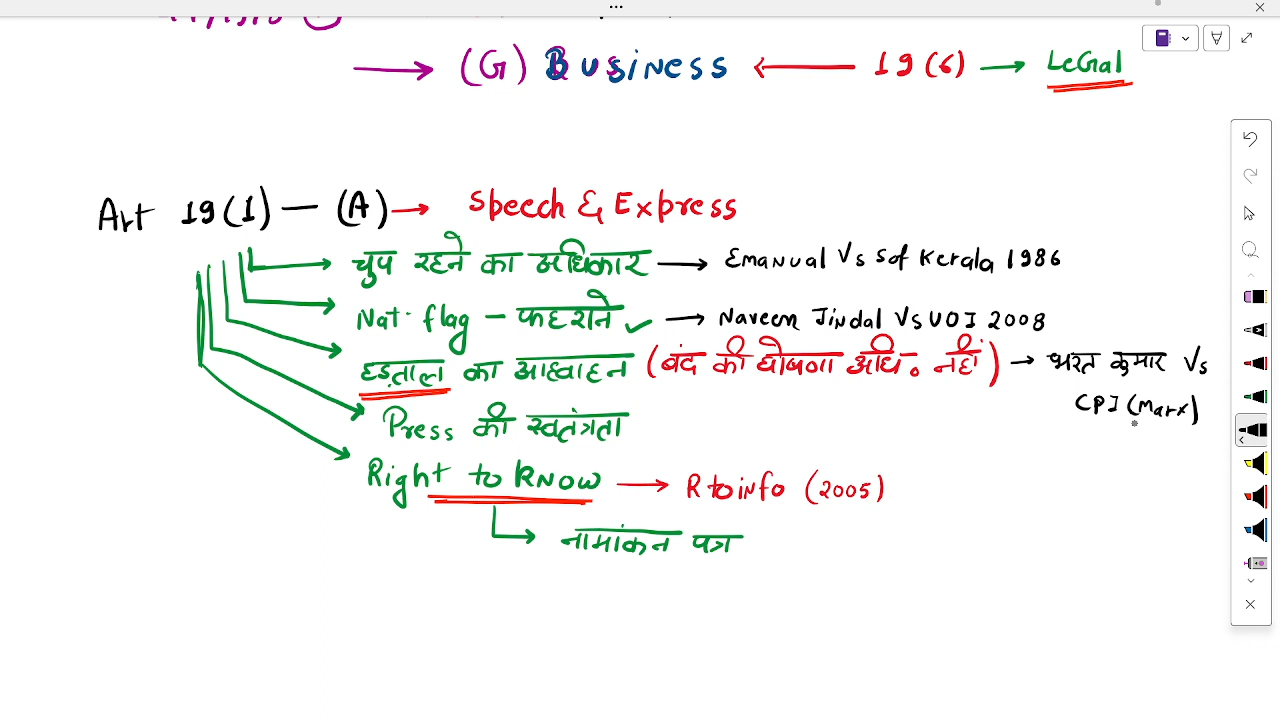 (G) Business ← 19(6) → LeGal
Art 19(1) — (A) → Speech & Express
चुप रहने का अधिकार → Emanual Vs Sof Kerala 1986
Nat. flag – फहराने ✓ → Naveen Jindal Vs UOI 2008
हड़ताल का आहवाहन (बंद की घोषणा अधि. नहीं) → भरत कुमार Vs
CPI (Marx)
Press की स्वतंत्रता
Right to know → R to info (2005)
नामांकन पत्र